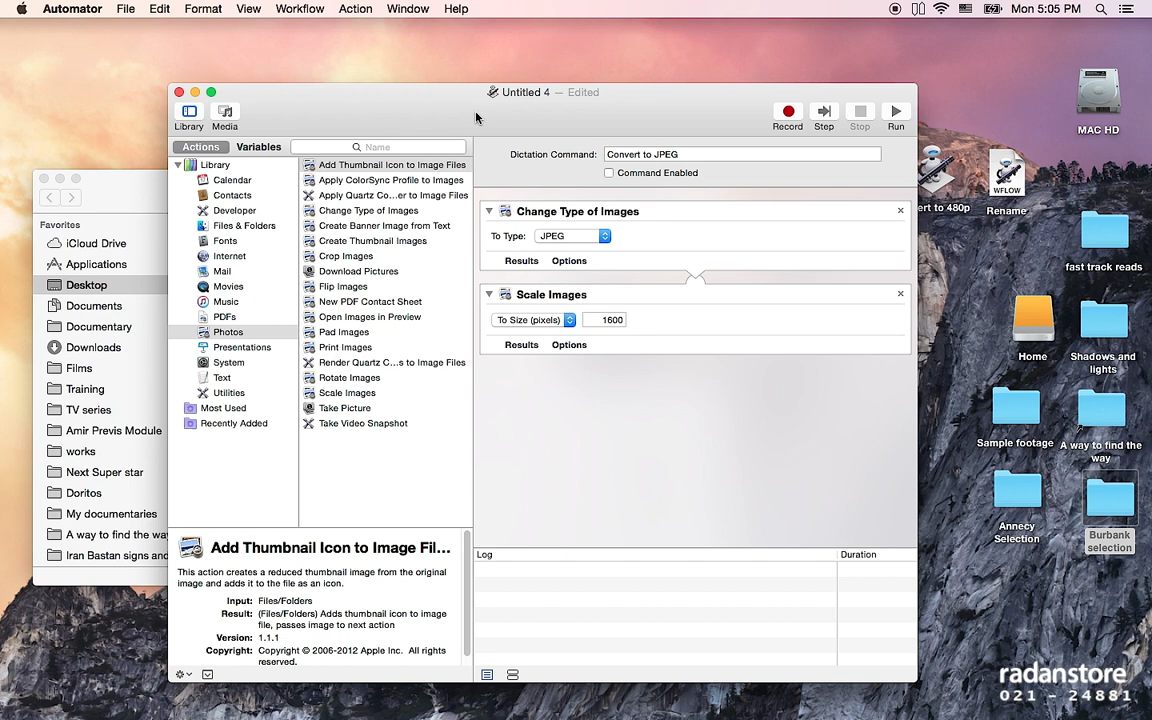 Automator File Edit Format View Workflow Action Window Help
Mon 5:05 PM
Untitled 4 — Edited
Library Media
Record Step Stop Run
Actions Variables
Name
Library
Calendar
Contacts
Developer
Files & Folders
Fonts
Internet
Mail
Movies
Music
PDFs
Photos
Presentations
System
Text
Utilities
Most Used
Recently Added
Add Thumbnail Icon to Image Files
Apply ColorSync Profile to Images
Apply Quartz Co...er to Image Files
Change Type of Images
Create Banner Image from Text
Create Thumbnail Images
Crop Images
Download Pictures
Flip Images
New PDF Contact Sheet
Open Images in Preview
Pad Images
Print Images
Render Quartz C...s to Image Files
Rotate Images
Scale Images
Take Picture
Take Video Snapshot
Add Thumbnail Icon to Image Fil...
This action creates a reduced thumbnail image from the original
image and adds it to the file as an icon.
Input: Files/Folders
Result: (Files/Folders) Adds thumbnail icon to image
file, passes image to next action
Version: 1.1.1
Copyright: Copyright © 2006-2012 Apple Inc. All rights
reserved.
Dictation Command: Convert to JPEG
Command Enabled
Change Type of Images
To Type: JPEG
Results Options
Scale Images
To Size (pixels) 1600
Results Options
Log Duration
Favorites
iCloud Drive
Applications
Desktop
Documents
Documentary
Downloads
Films
Training
TV series
Amir Previs Module
works
Next Super star
Doritos
My documentaries
A way to find the wa
Iran Bastan signs and
MAC HD
ert to 480p
WFLOW
Rename
fast track reads
Home
Shadows and
lights
Sample footage
A way to find the
way
Annecy
Selection
Burbank
selection
radanstore
021 – 24881